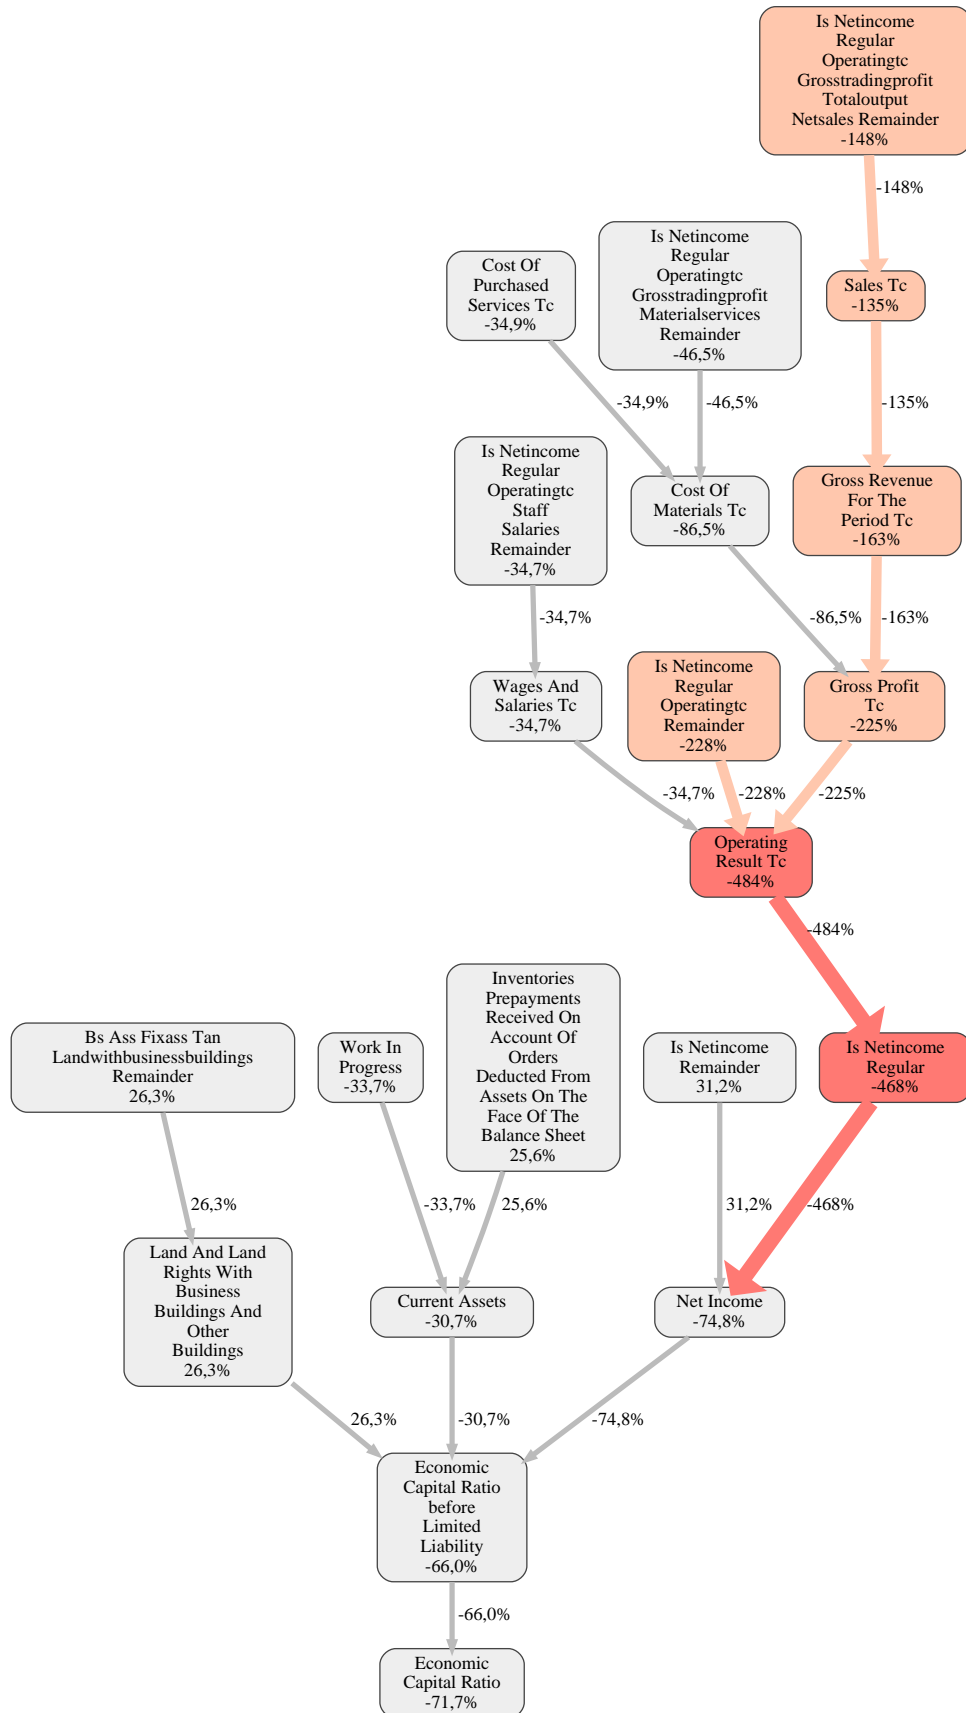 Is Netincome
Regular
Operatingtc
Grosstradingprofit
Totaloutput
Netsales Remainder
-148%
-148%
Cost Of
Purchased
Services Tc
-34,9%
Is Netincome
Regular
Operatingtc
Grosstradingprofit
Materialservices
Remainder
-46,5%
Sales Tc
-135%
-34,9%
-46,5%
-135%
Is Netincome
Regular
Operatingtc
Staff
Salaries
Remainder
-34,7%
Cost Of
Materials Tc
-86,5%
Gross Revenue
For The
Period Tc
-163%
-34,7%
-86,5%
-163%
Wages And
Salaries Tc
-34,7%
Is Netincome
Regular
Operatingtc
Remainder
-228%
Gross Profit
Tc
-225%
-34,7%
-228%
-225%
Operating
Result Tc
-484%
-484%
Bs Ass Fixass Tan
Landwithbusinessbuildings
Remainder
26,3%
Work In
Progress
-33,7%
Inventories
Prepayments
Received On
Account Of
Orders
Deducted From
Assets On The
Face Of The
Balance Sheet
25,6%
Is Netincome
Remainder
31,2%
Is Netincome
Regular
-468%
26,3%
-33,7%
25,6%
31,2%
-468%
Land And Land
Rights With
Business
Buildings And
Other
Buildings
26,3%
Current Assets
-30,7%
Net Income
-74,8%
26,3%
-30,7%
-74,8%
Economic
Capital Ratio
before
Limited
Liability
-66,0%
-66,0%
Economic
Capital Ratio
-71,7%